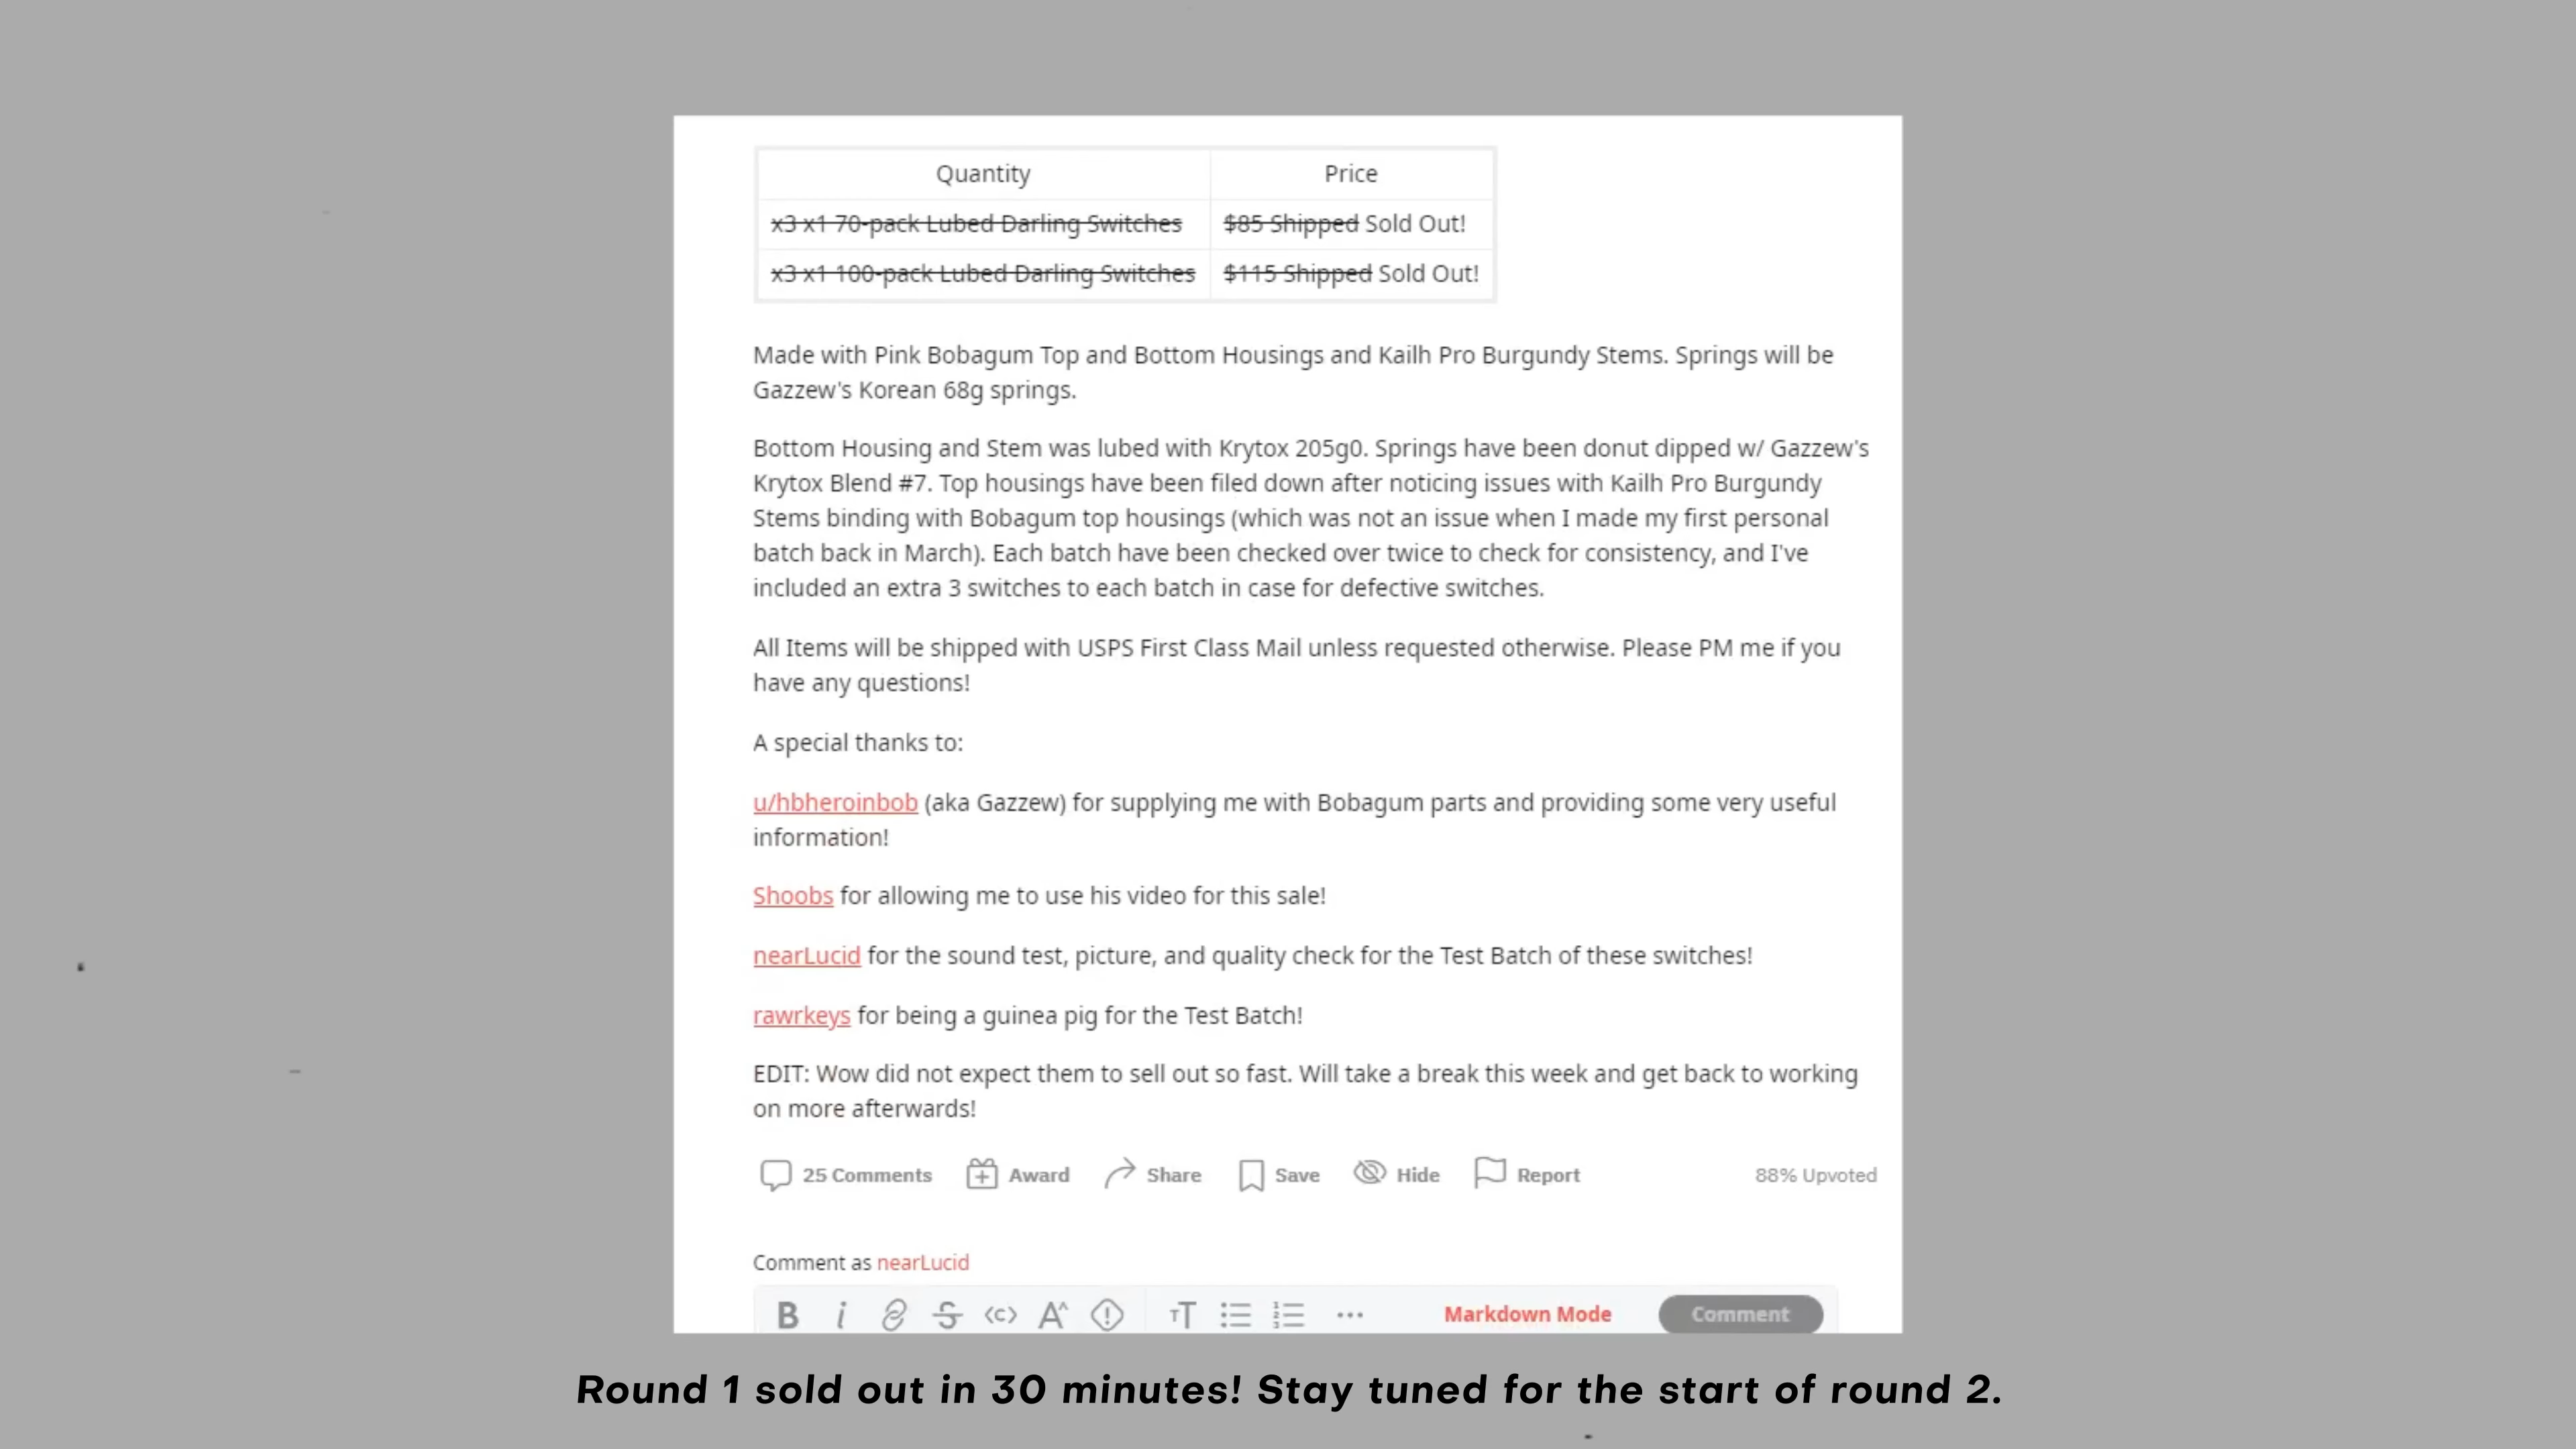 Quantity Price
x3 x1 70-pack Lubed Darling Switches $85 Shipped Sold Out!
x3 x1 100-pack Lubed Darling Switches $115 Shipped Sold Out!
Made with Pink Bobagum Top and Bottom Housings and Kailh Pro Burgundy Stems. Springs will be
Gazzew's Korean 68g springs.
Bottom Housing and Stem was lubed with Krytox 205g0. Springs have been donut dipped w/ Gazzew's
Krytox Blend #7. Top housings have been filed down after noticing issues with Kailh Pro Burgundy
Stems binding with Bobagum top housings (which was not an issue when I made my first personal
batch back in March). Each batch have been checked over twice to check for consistency, and I've
included an extra 3 switches to each batch in case for defective switches.
All Items will be shipped with USPS First Class Mail unless requested otherwise. Please PM me if you
have any questions!
A special thanks to:
u/hbheroinbob (aka Gazzew) for supplying me with Bobagum parts and providing some very useful
information!
Shoobs for allowing me to use his video for this sale!
nearLucid for the sound test, picture, and quality check for the Test Batch of these switches!
rawrkeys for being a guinea pig for the Test Batch!
EDIT: Wow did not expect them to sell out so fast. Will take a break this week and get back to working
on more afterwards!
25 Comments Award Share Save Hide Report 88% Upvoted
Comment as nearLucid
B i S <c> A^ TT ... Markdown Mode Comment
Round 1 sold out in 30 minutes! Stay tuned for the start of round 2.